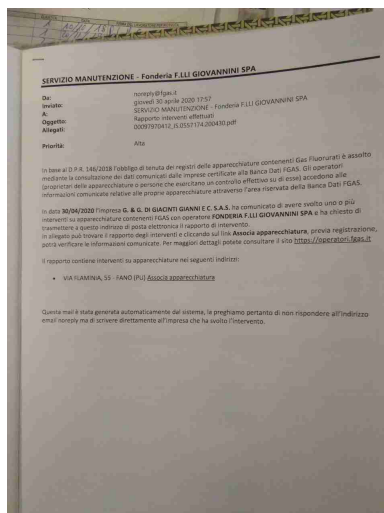 SERVIZIO MANUTENZIONE - Fonderia F.LLI GIOVANNINI SPA
Da: noreply@fgas.it
Inviato: giovedì 30 aprile 2020 17:57
A: SERVIZIO MANUTENZIONE - Fonderia F.LLI GIOVANNINI SPA
Oggetto: Rapporto interventi effettuati
Allegati: 00097970412_IL0557174.200430.pdf
Priorità: Alta
In base al D.P.R. 146/2018 l'obbligo di tenuta dei registri delle apparecchiature contenenti Gas Fluorurati è assolto
mediante la consultazione dei dati comunicati dalle imprese certificate alla Banca Dati FGAS. Gli operatori
(proprietari delle apparecchiature o persone che esercitano un controllo effettivo su di esse) accedono alle
informazioni comunicate relative alle proprie apparecchiature attraverso l'area riservata della Banca Dati FGAS.
In data 30/04/2020 l'impresa G. & G. DI GIACINTI GIANNI E C. S.A.S. ha comunicato di avere svolto uno o più
interventi su apparecchiature contenenti FGAS con operatore FONDERIA F.LLI GIOVANNINI SPA e ha chiesto di
trasmettere a questo indirizzo di posta elettronica il rapporto di intervento.
In allegato può trovare il rapporto degli interventi e cliccando sul link Associa apparecchiatura, previa registrazione,
potrà verificare le informazioni comunicate. Per maggiori dettagli potete consultare il sito https://operatori.fgas.it
Il rapporto contiene interventi su apparecchiature nei seguenti indirizzi:
• VIA FLAMINIA, 55 - FANO (PU) Associa apparecchiatura
Questa mail è stata generata automaticamente dal sistema, le preghiamo pertanto di non rispondere all'indirizzo
email noreply ma di scrivere direttamente all'impresa che ha svolto l'intervento.